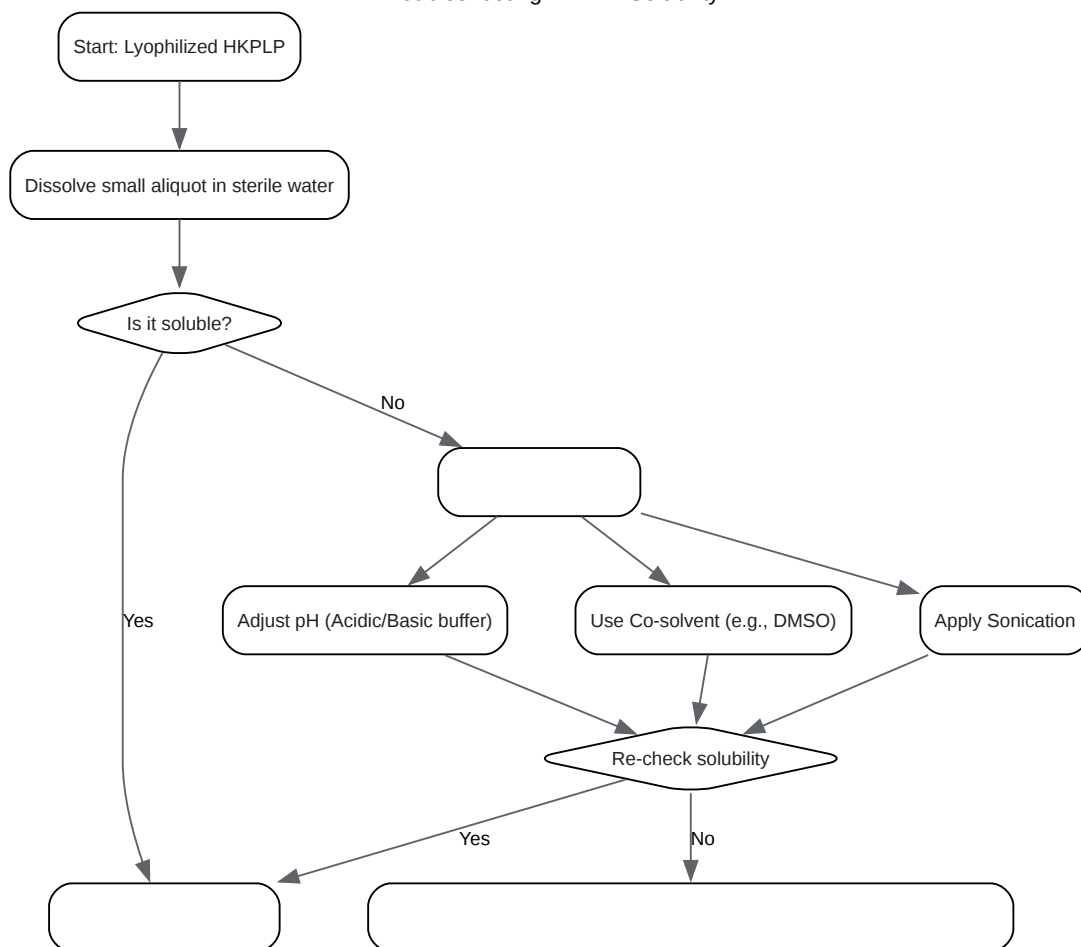 Start: Lyophilized HKPLP
Dissolve small aliquot in sterile water
Is it soluble?
No
Yes
Adjust pH (Acidic/Basic buffer)
Use Co-solvent (e.g., DMSO)
Apply Sonication
Re-check solubility
Yes
No